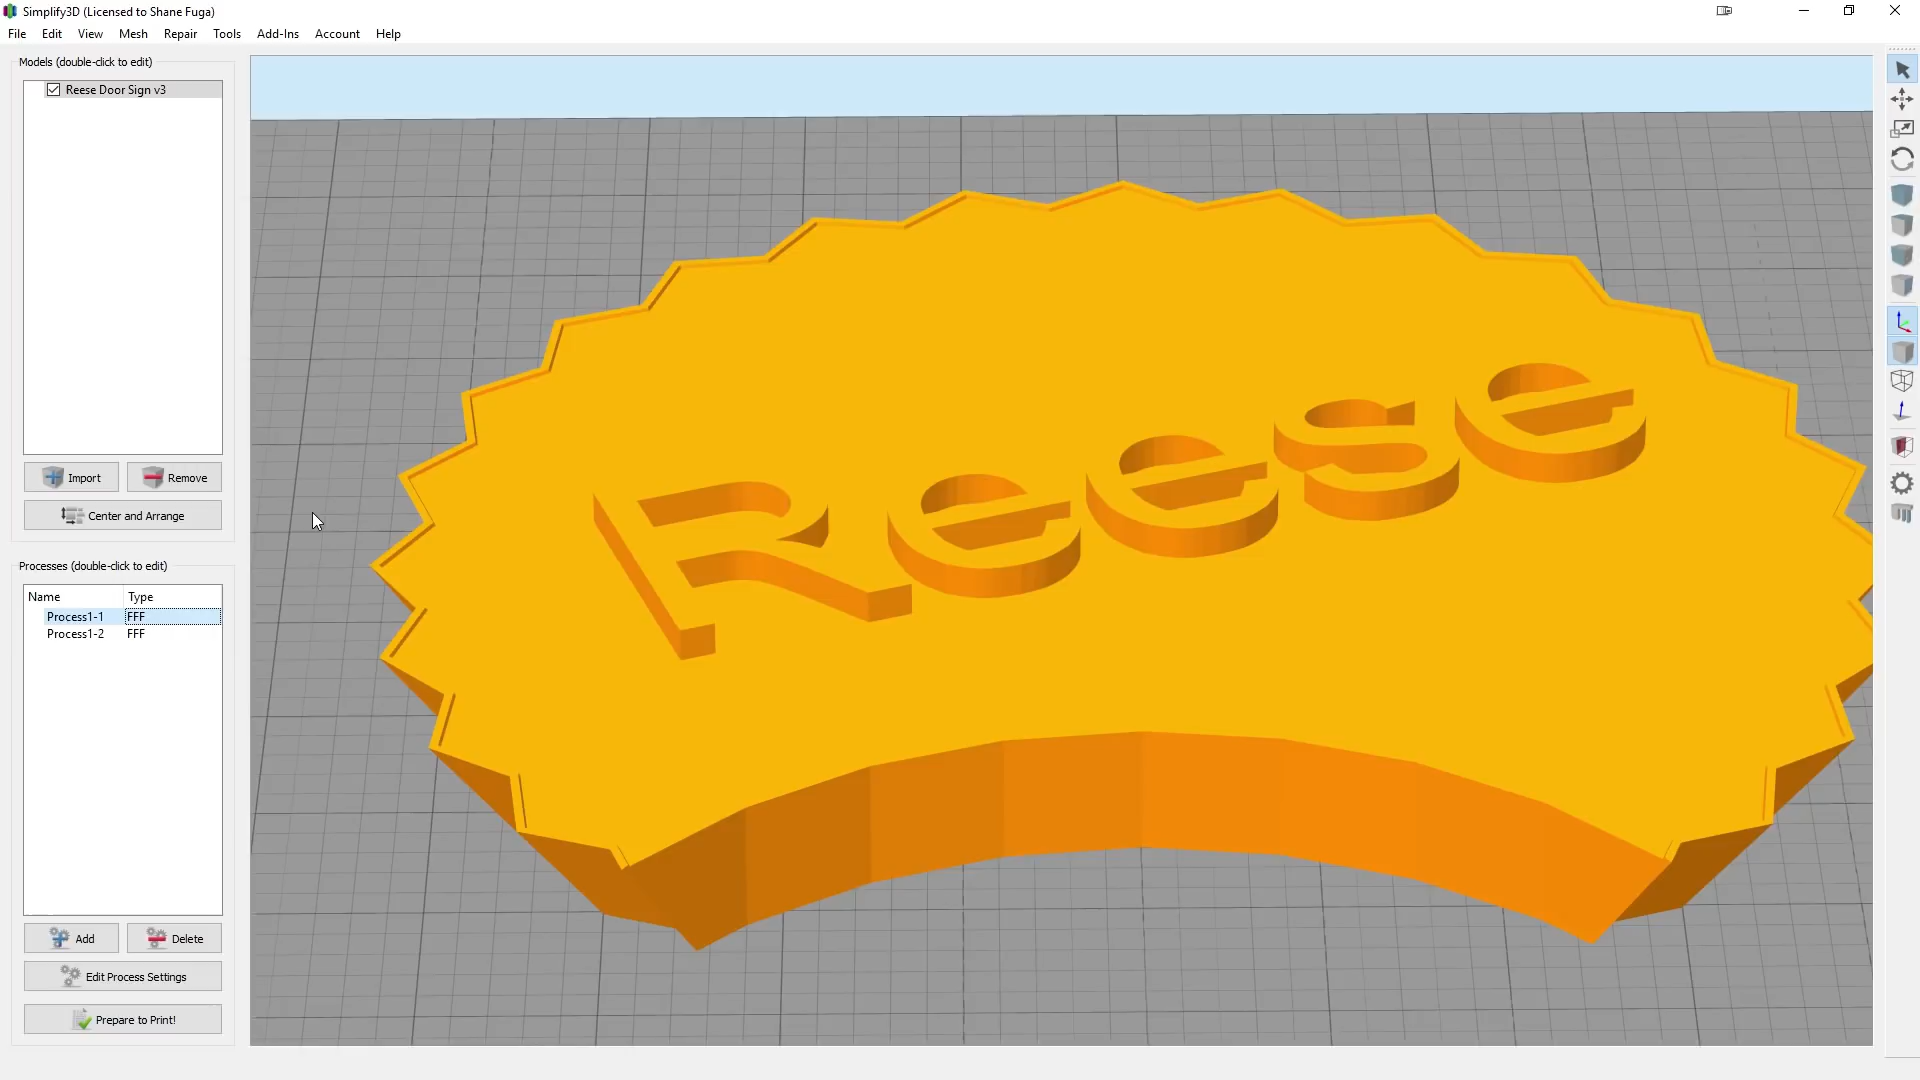 Simplify3D (Licensed to Shane Fuga)
File Edit View Mesh Repair Tools Add-Ins Account Help
Models (double-click to edit)
Reese Door Sign v3
Import Remove
Center and Arrange
Processes (double-click to edit)
Name Type
Process1-1 FFF
Process1-2 FFF
Add Delete
Edit Process Settings
Prepare to Print!
Reese